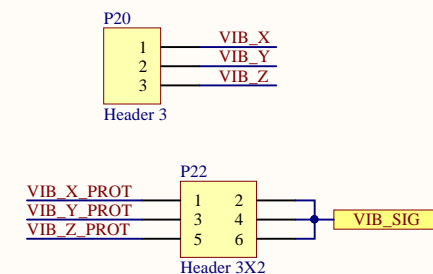 P20
1 VIB_X
2 VIB_Y
3 VIB_Z
Header 3
P22
VIB_X_PROT 1 2
VIB_Y_PROT 3 4 VIB_SIG
VIB_Z_PROT 5 6
Header 3X2